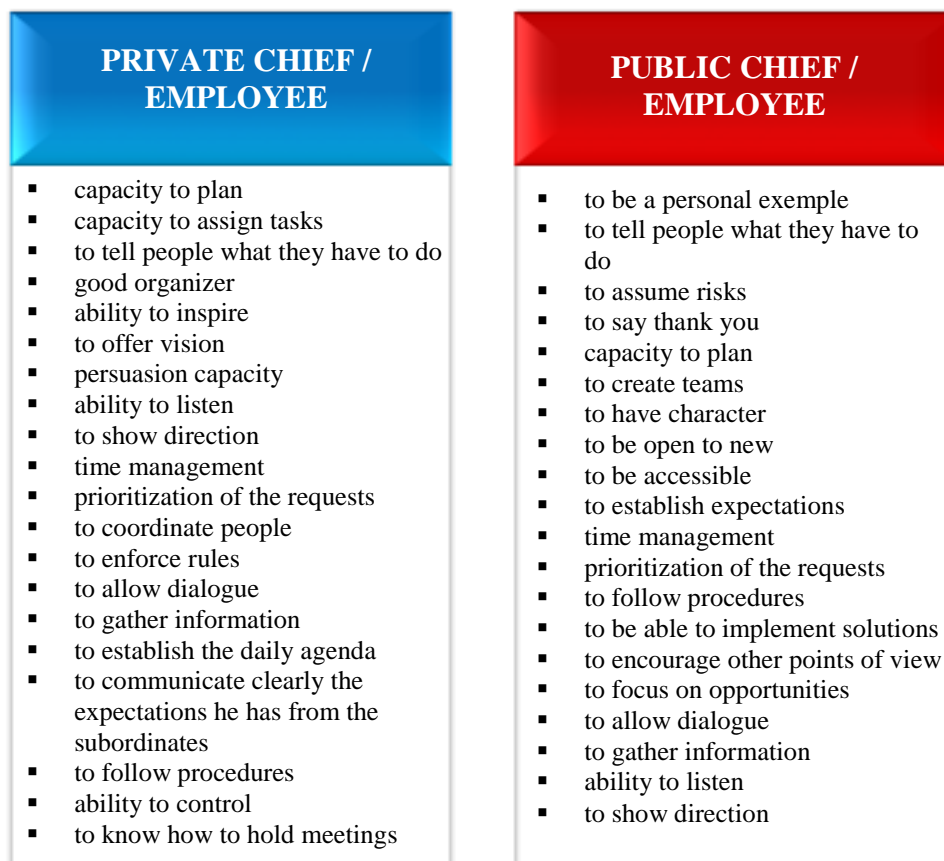 PRIVATE CHIEF /
EMPLOYEE
▪ capacity to plan
▪ capacity to assign tasks
▪ to tell people what they have to do
▪ good organizer
▪ ability to inspire
▪ to offer vision
▪ persuasion capacity
▪ ability to listen
▪ to show direction
▪ time management
▪ prioritization of the requests
▪ to coordinate people
▪ to enforce rules
▪ to allow dialogue
▪ to gather information
▪ to establish the daily agenda
▪ to communicate clearly the
expectations he has from the
subordinates
▪ to follow procedures
▪ ability to control
▪ to know how to hold meetings
PUBLIC CHIEF /
EMPLOYEE
▪ to be a personal exemple
▪ to tell people what they have to
do
▪ to assume risks
▪ to say thank you
▪ capacity to plan
▪ to create teams
▪ to have character
▪ to be open to new
▪ to be accessible
▪ to establish expectations
▪ time management
▪ prioritization of the requests
▪ to follow procedures
▪ to be able to implement solutions
▪ to encourage other points of view
▪ to focus on opportunities
▪ to allow dialogue
▪ to gather information
▪ ability to listen
▪ to show direction